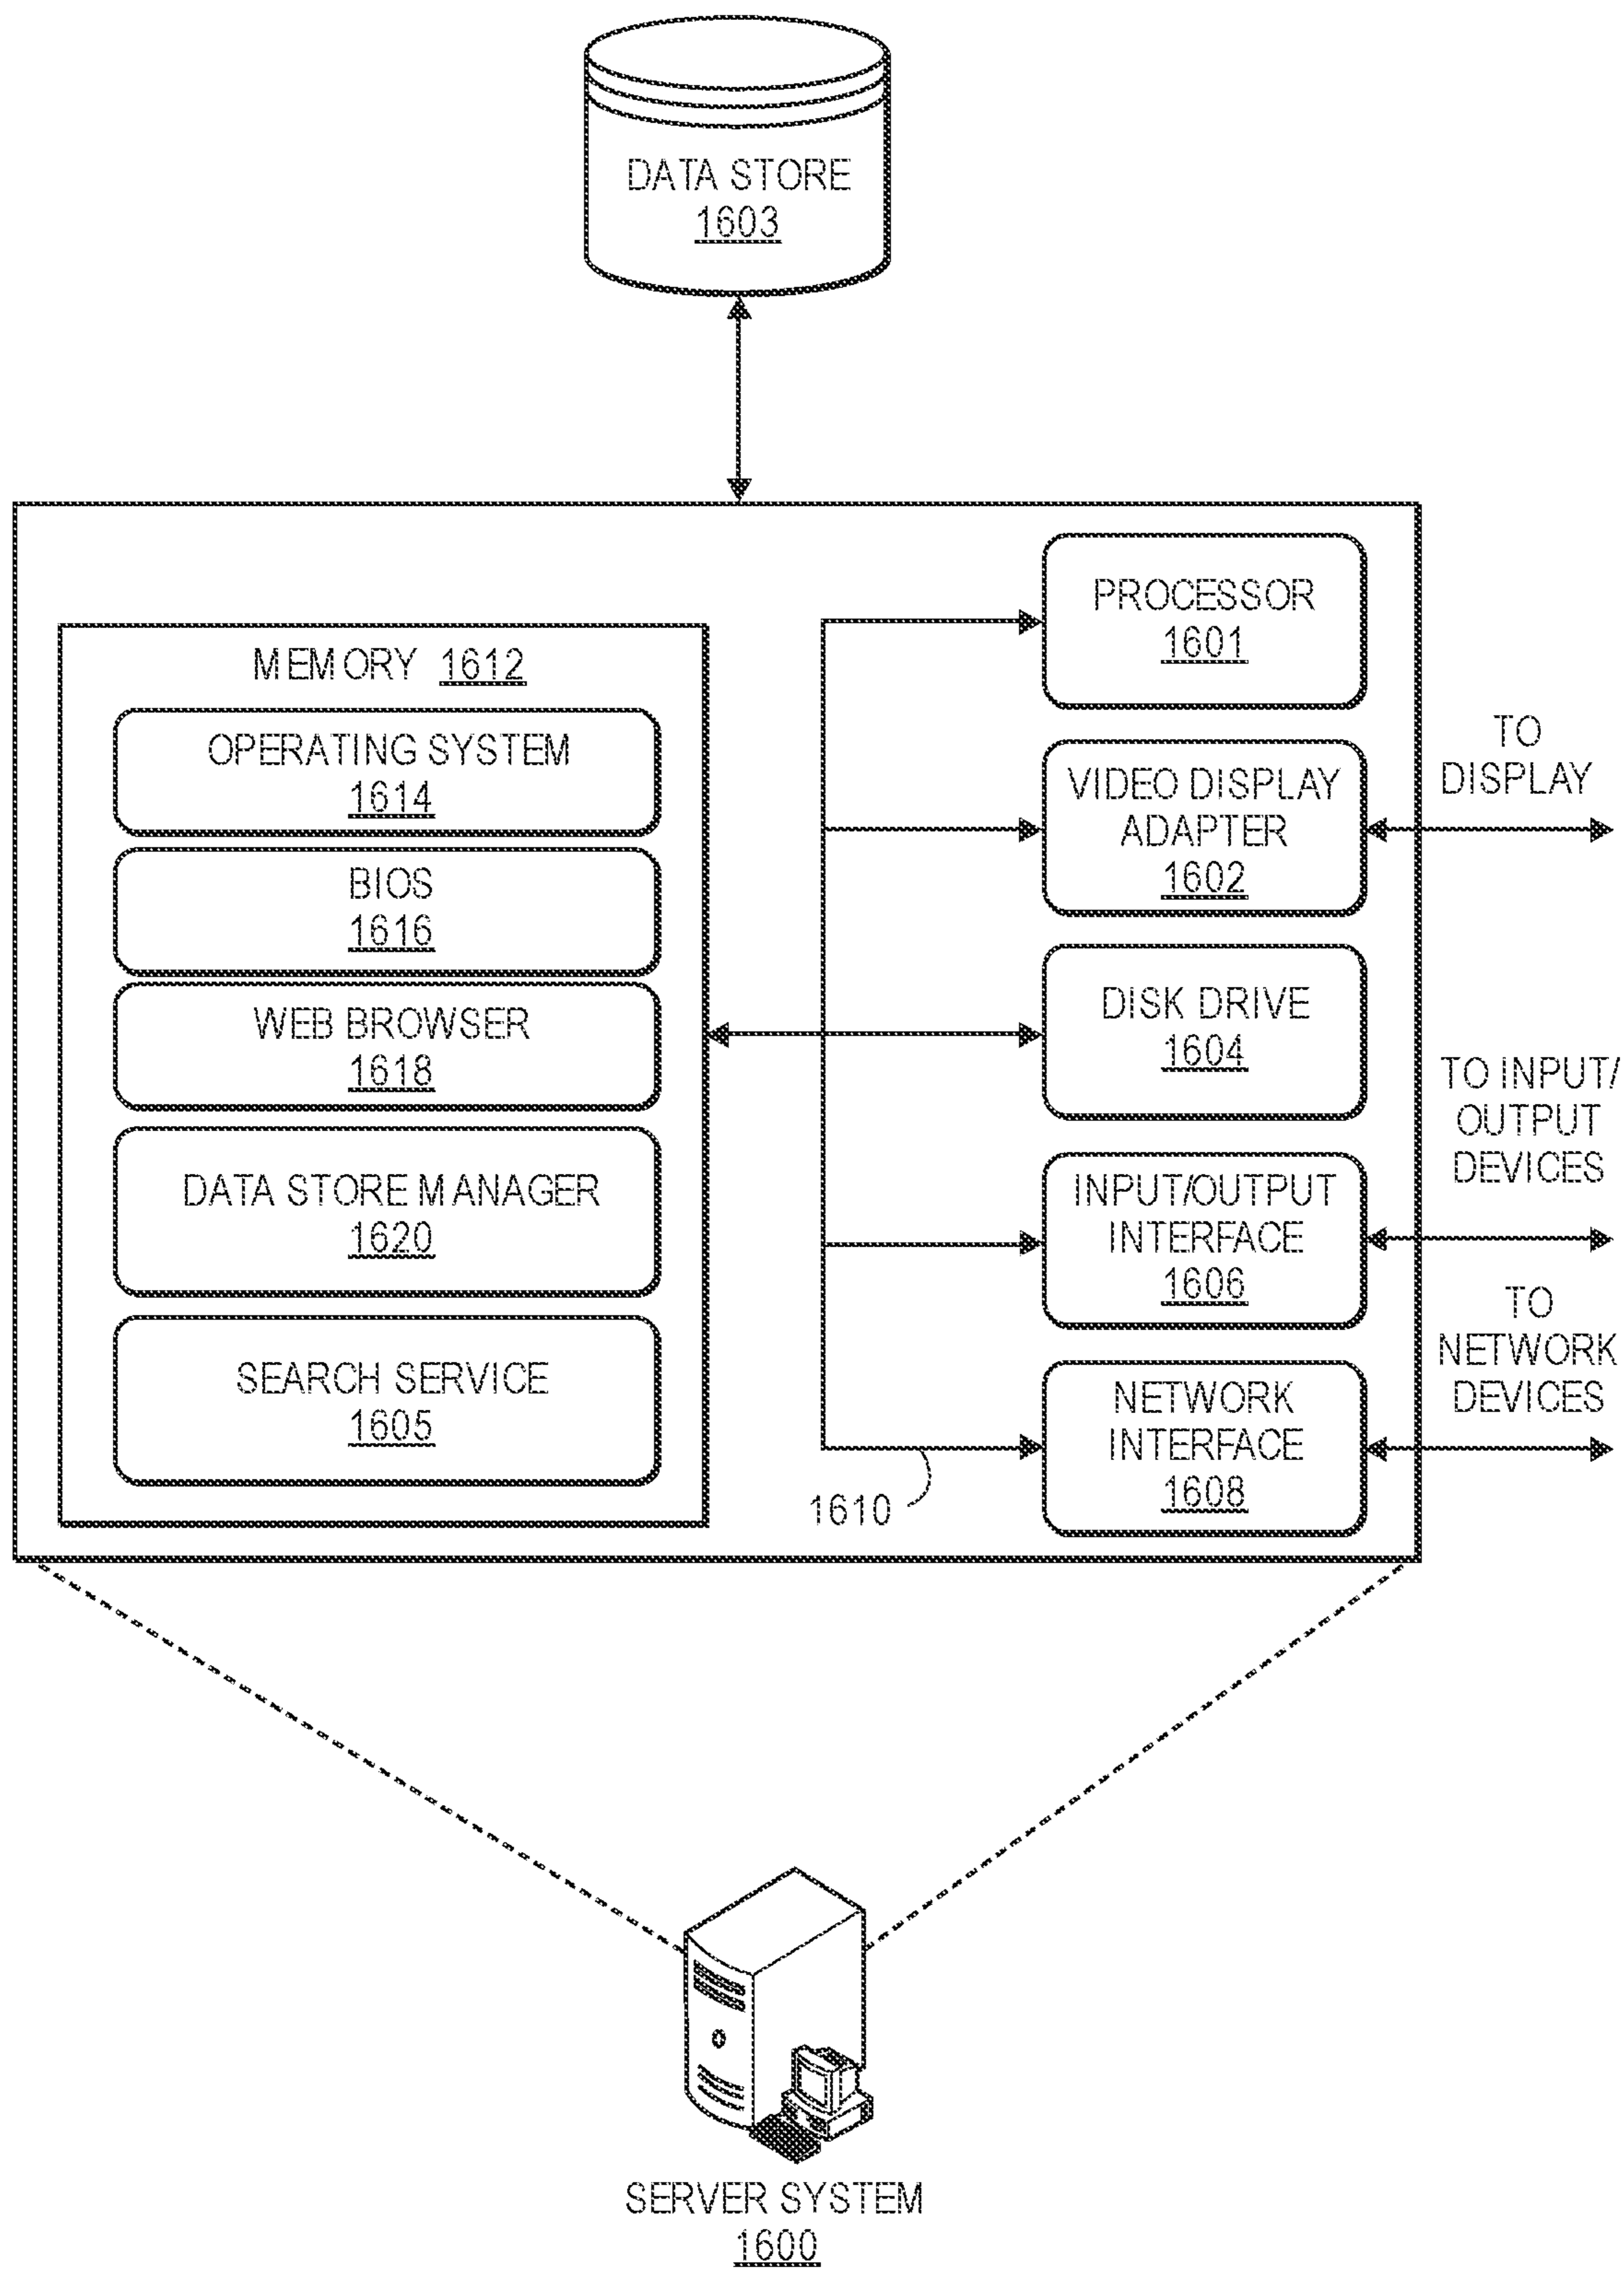 DATA STORE
1603
MEMORY 1612
OPERATING SYSTEM
1614
BIOS
1616
WEB BROWSER
1618
DATA STORE MANAGER
1620
SEARCH SERVICE
1605
PROCESSOR
1601
VIDEO DISPLAY
ADAPTER
1602
DISK DRIVE
1604
INPUT/OUTPUT
INTERFACE
1606
NETWORK
INTERFACE
1608
1610
TO
DISPLAY
TO INPUT/
OUTPUT
DEVICES
TO
NETWORK
DEVICES
SERVER SYSTEM
1600